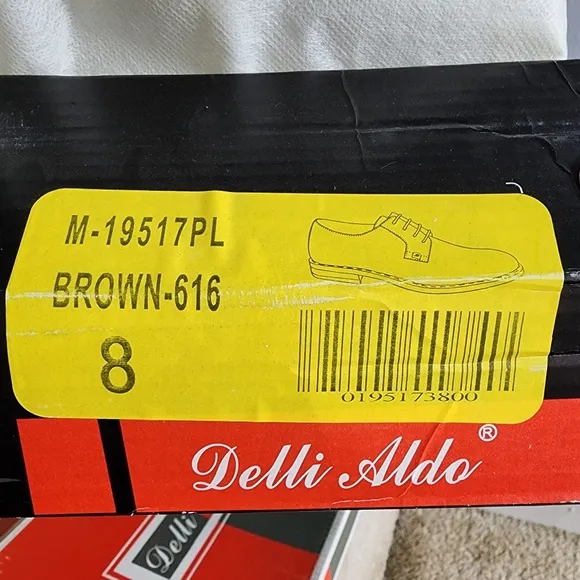 M-19517PL
BROWN-616
8
0195173800
Delli Aldo®
Delli